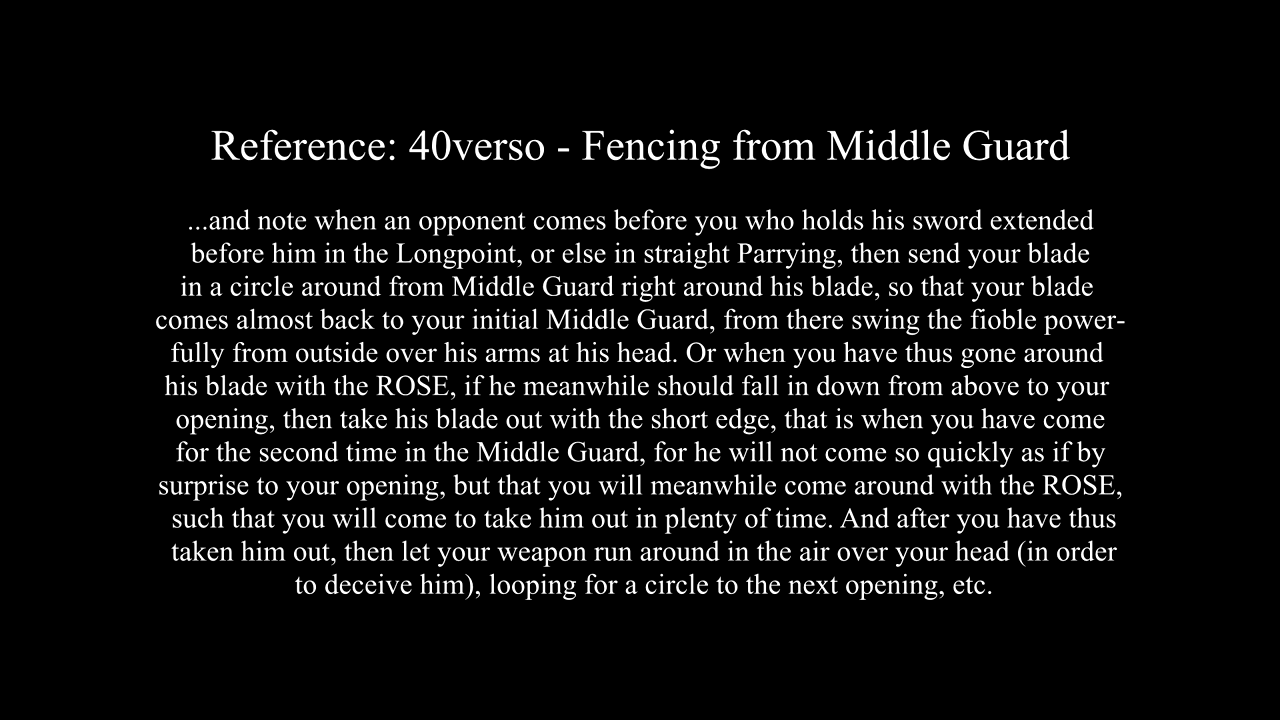 Reference: 40verso - Fencing from Middle Guard
...and note when an opponent comes before you who holds his sword extended
before him in the Longpoint, or else in straight Parrying, then send your blade
in a circle around from Middle Guard right around his blade, so that your blade
comes almost back to your initial Middle Guard, from there swing the fioble power-
fully from outside over his arms at his head. Or when you have thus gone around
his blade with the ROSE, if he meanwhile should fall in down from above to your
opening, then take his blade out with the short edge, that is when you have come
for the second time in the Middle Guard, for he will not come so quickly as if by
surprise to your opening, but that you will meanwhile come around with the ROSE,
such that you will come to take him out in plenty of time. And after you have thus
taken him out, then let your weapon run around in the air over your head (in order
to deceive him), looping for a circle to the next opening, etc.